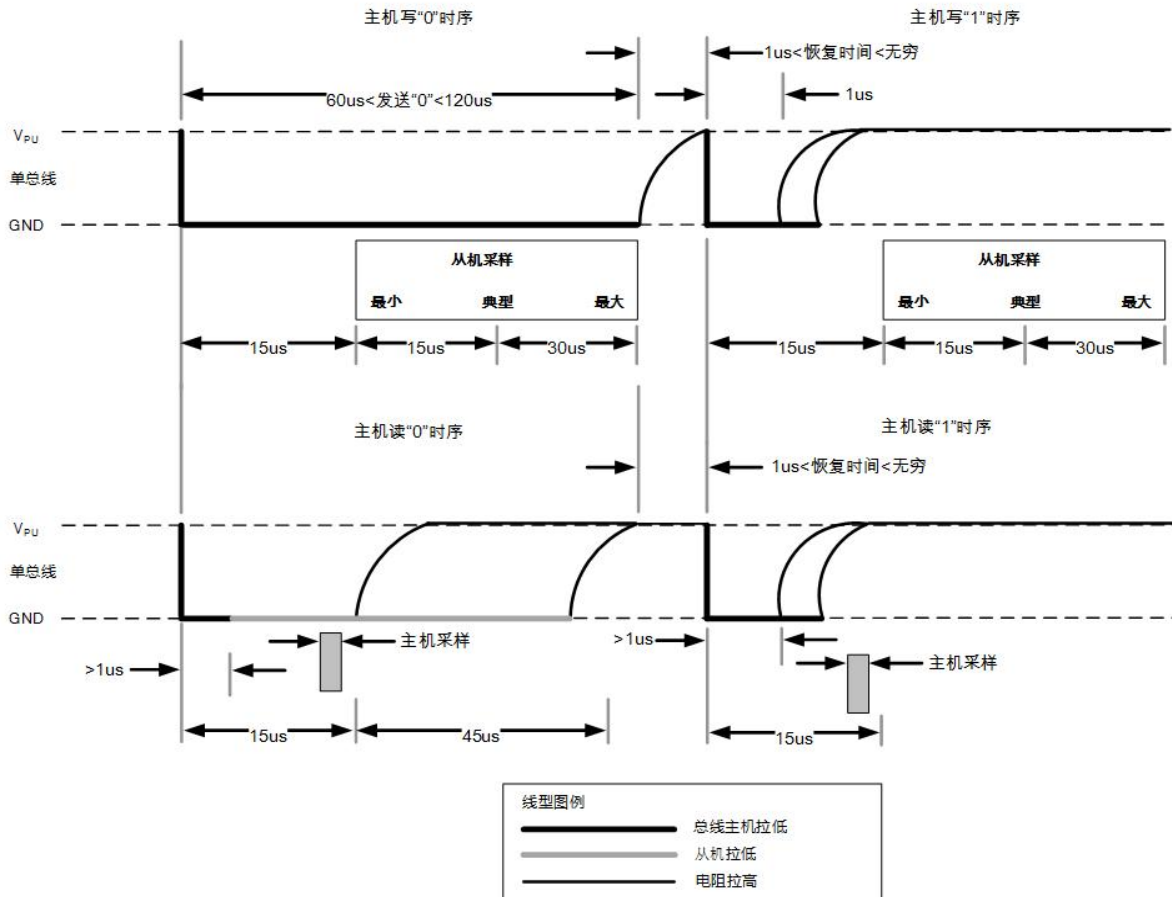 主机写“0”时序
主机写“1”时序
1us<恢复时间<无穷
60us<发送“0”<120us
1us
VPU
单总线
GND
从机采样
最小 典型 最大
从机采样
最小 典型 最大
15us 15us 30us
15us 15us 30us
主机读“0”时序
主机读“1”时序
1us<恢复时间<无穷
VPU
单总线
GND
>1us
主机采样
>1us
主机采样
15us 45us
15us
线型图例
总线主机拉低
从机拉低
电阻拉高